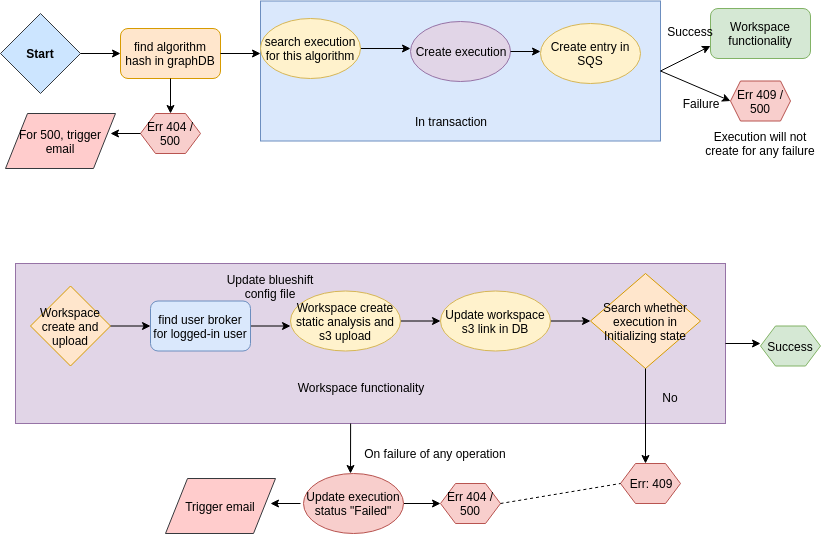 Start
find algorithm
hash in graphDB
search execution
for this algorithm
Create execution
Create entry in
SQS
In transaction
Success
Workspace
functionality
Failure
Err 409 /
500
Execution will not
create for any failure
For 500, trigger
email
Err 404 /
500
Workspace
create and
upload
find user broker
for logged-in user
Update blueshift
config file
Workspace create
static analysis and
s3 upload
Update workspace
s3 link in DB
Search whether
execution in
Initializing state
Success
Workspace functionality
No
On failure of any operation
Trigger email
Update execution
status "Failed"
Err 404 /
500
Err: 409